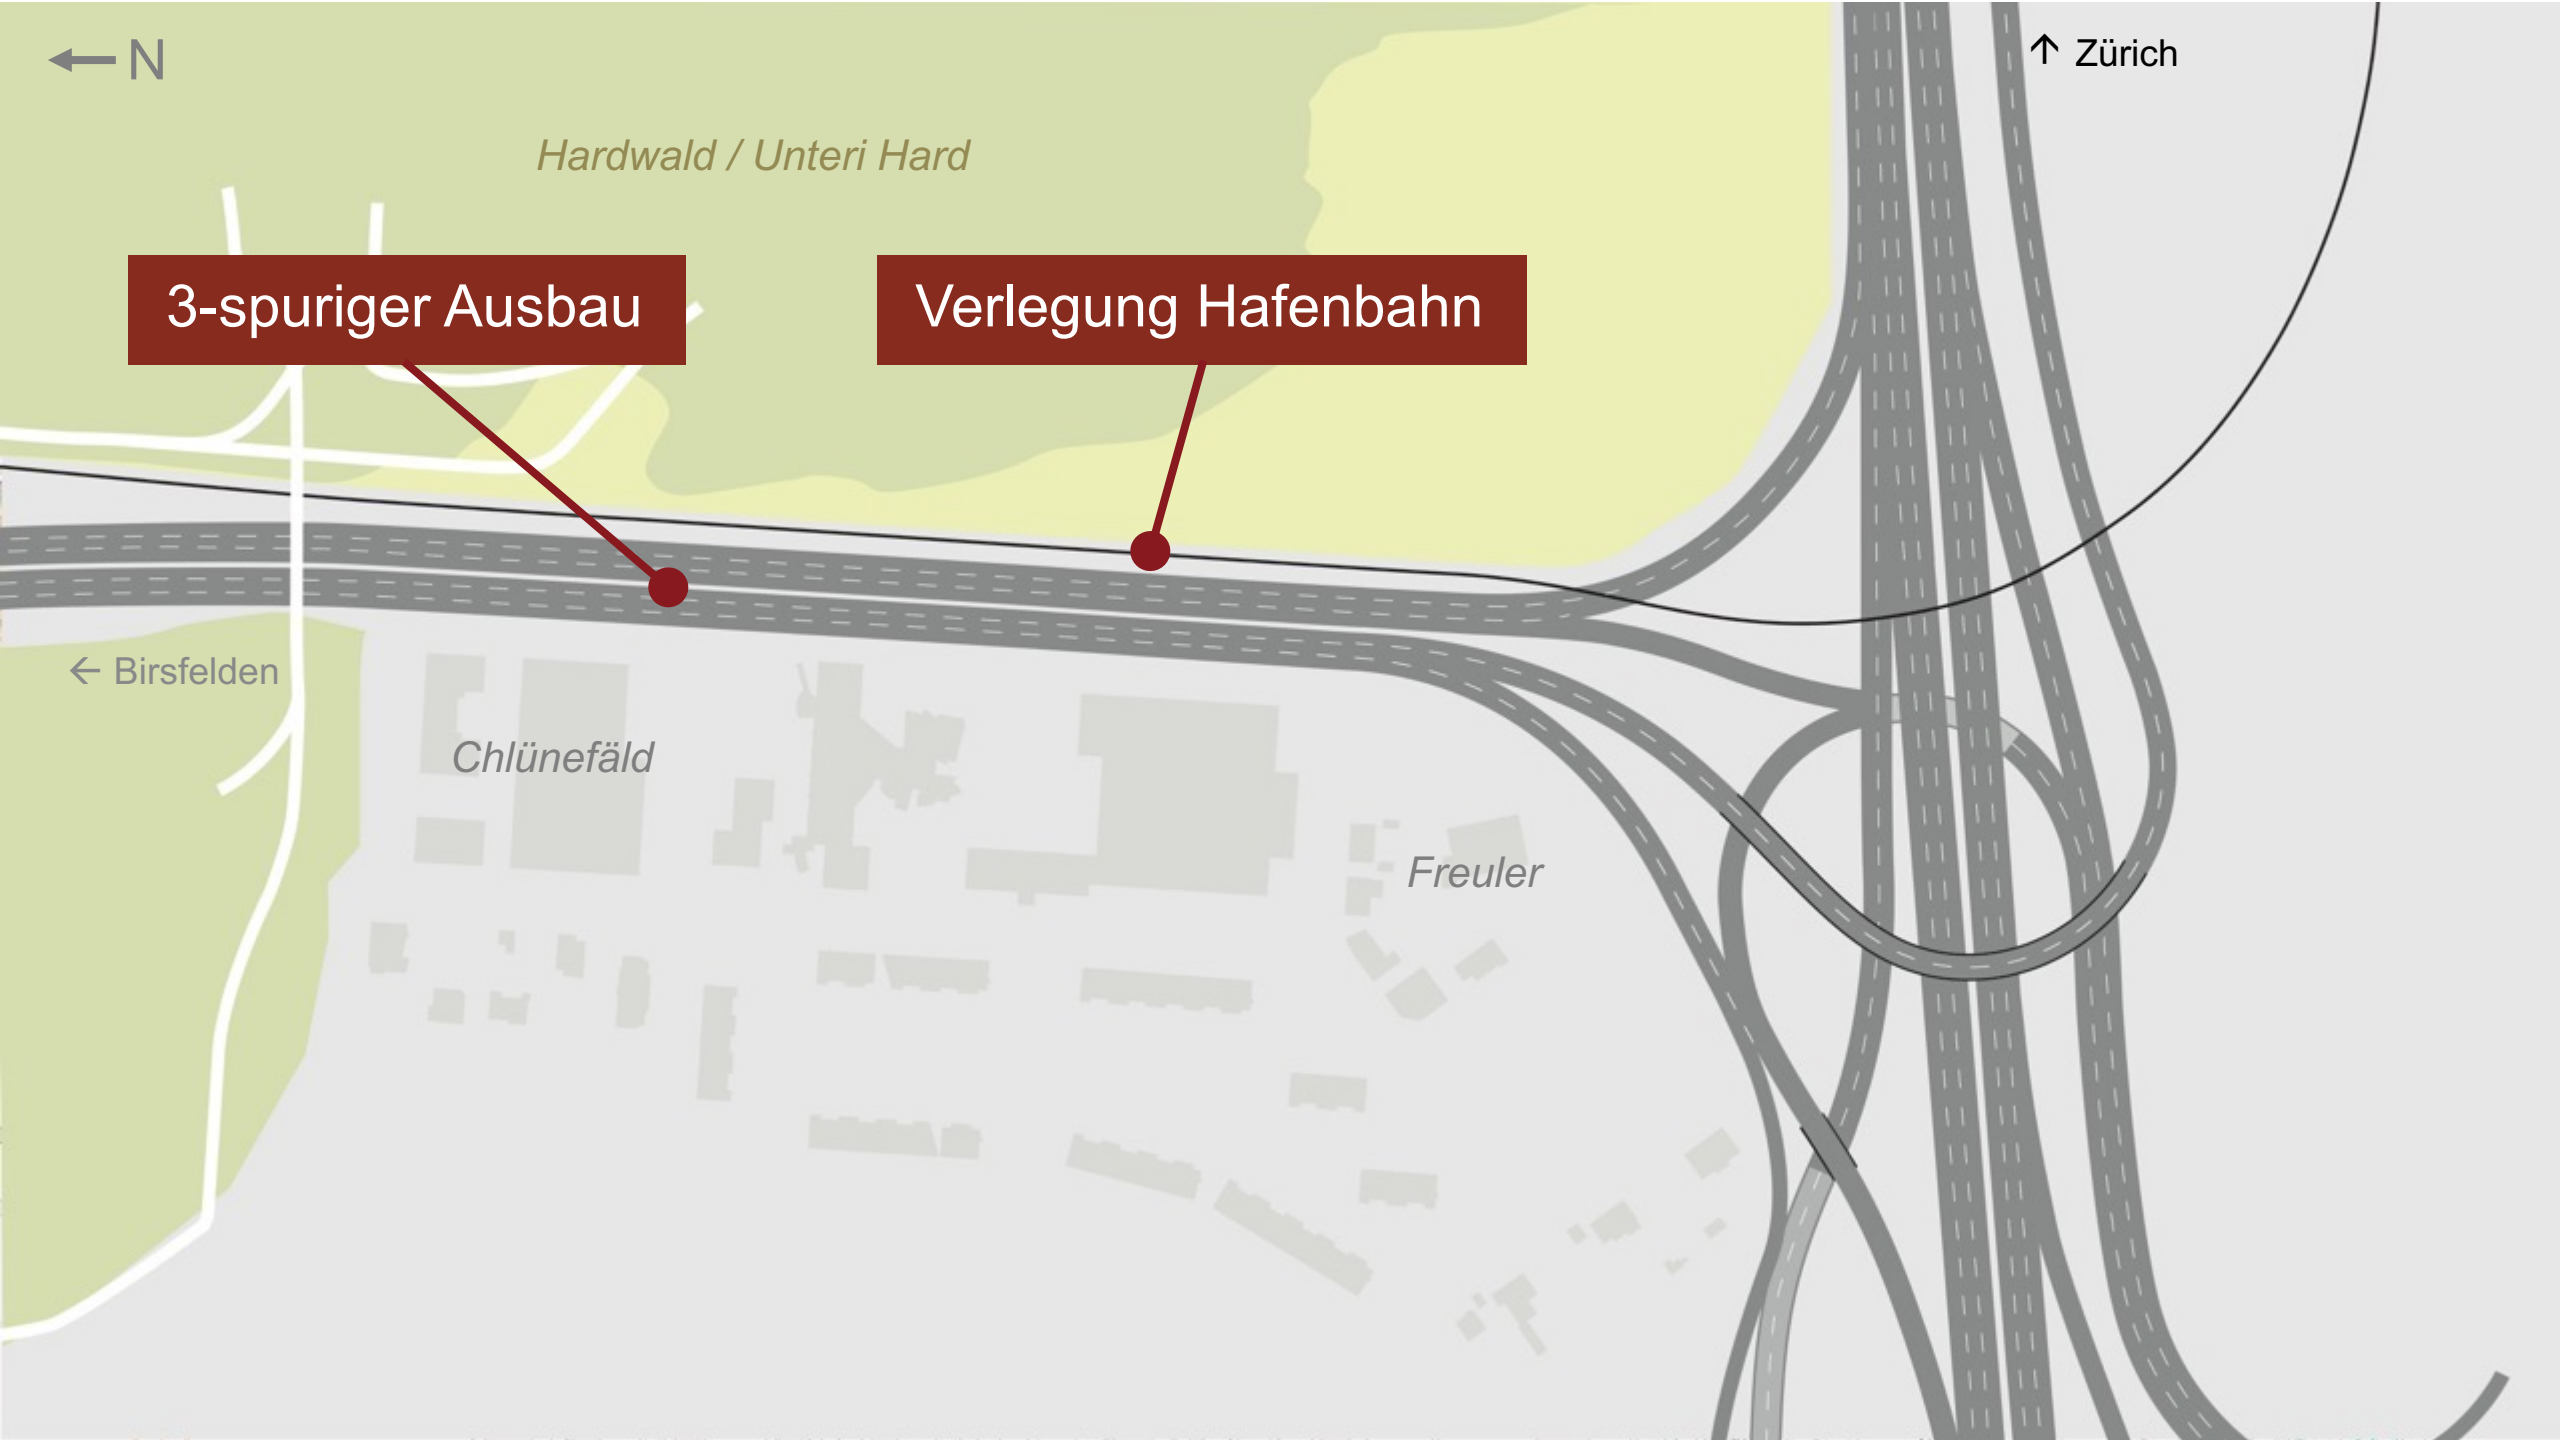 ← N
↑ Zürich
Hardwald / Unteri Hard
3-spuriger Ausbau
Verlegung Hafenbahn
← Birsfelden
Chlünefäld
Freuler